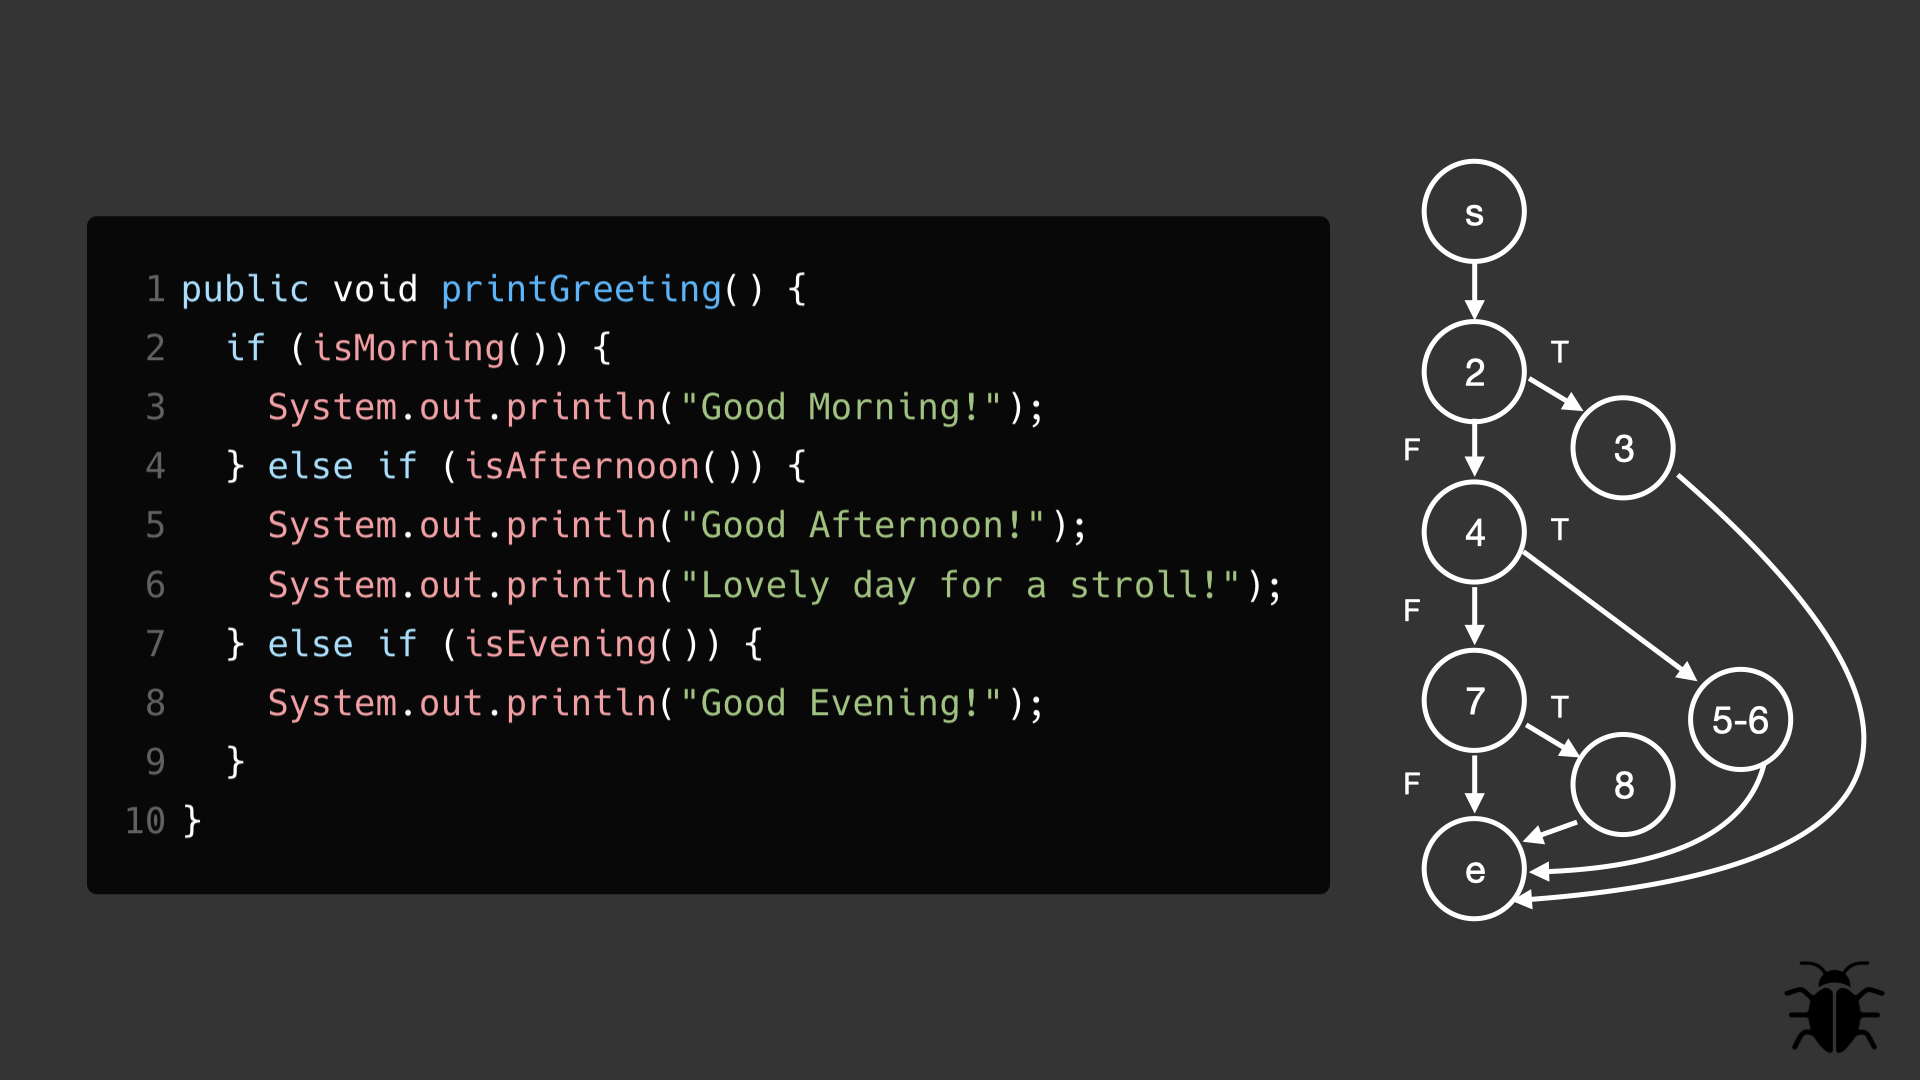 1 public void printGreeting() {
2 if (isMorning()) {
3 System.out.println("Good Morning!");
4 } else if (isAfternoon()) {
5 System.out.println("Good Afternoon!");
6 System.out.println("Lovely day for a stroll!");
7 } else if (isEvening()) {
8 System.out.println("Good Evening!");
9 }
10 }
s
2
T
3
F
4
T
F
7
T
5-6
F
8
e